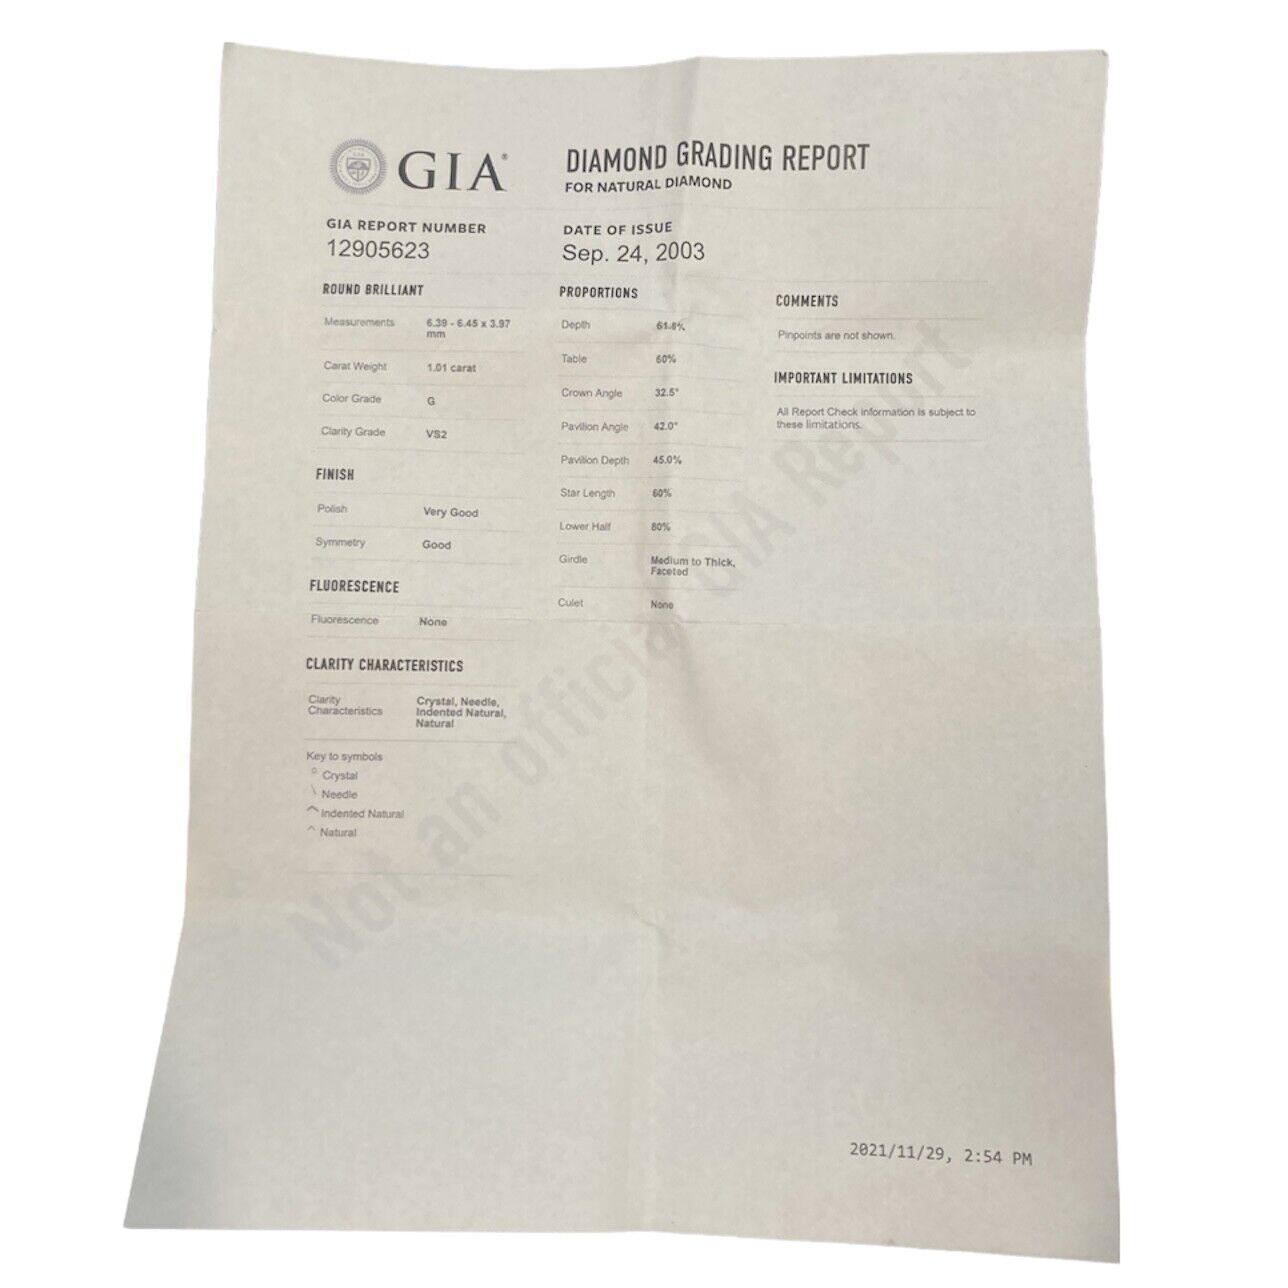 GIA®
DIAMOND GRADING REPORT
FOR NATURAL DIAMOND
GIA REPORT NUMBER
12905623
DATE OF ISSUE
Sep. 24, 2003
ROUND BRILLIANT
Measurements 6.39 - 6.45 x 3.97
mm
Carat Weight 1.01 carat
Color Grade G
Clarity Grade VS2
FINISH
Polish Very Good
Symmetry Good
FLUORESCENCE
Fluorescence None
CLARITY CHARACTERISTICS
Clarity
Characteristics
Crystal, Needle,
Indented Natural,
Natural
Key to symbols
Crystal
Needle
Indented Natural
Natural
PROPORTIONS
Depth 61.8%
Table 60%
Crown Angle 32.5°
Pavilion Angle 42.0°
Pavilion Depth 45.0%
Star Length 60%
Lower Half 80%
Girdle Medium to Thick,
Faceted
Culet None
COMMENTS
Pinpoints are not shown.
IMPORTANT LIMITATIONS
All Report Check information is subject to
these limitations.
Not an official GIA Report
2021/11/29, 2:54 PM